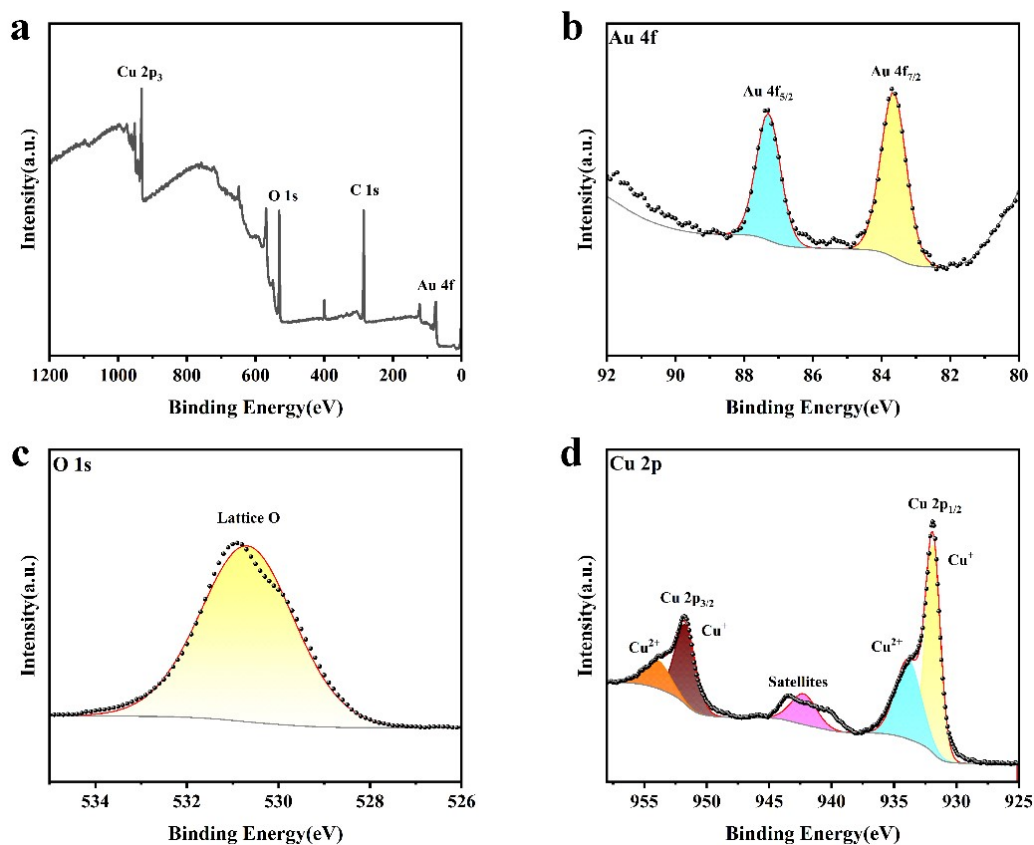 a
Cu 2p3
O 1s
C 1s
Au 4f
Intensity(a.u.)
1200 1000 800 600 400 200 0
Binding Energy(eV)
b
Au 4f
Au 4f5/2
Au 4f7/2
Intensity(a.u.)
92 90 88 86 84 82 80
Binding Energy(eV)
c
O 1s
Lattice O
Intensity(a.u.)
534 532 530 528 526
Binding Energy(eV)
d
Cu 2p
Cu 2p1/2
Cu+
Cu 2p3/2
Cu2+
Cu+
Cu2+
Satellites
Intensity(a.u.)
955 950 945 940 935 930 925
Binding Energy(eV)